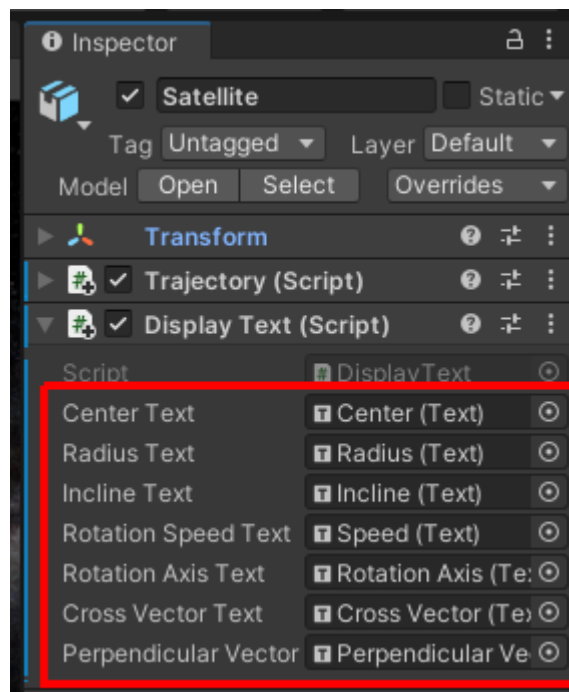 Inspector
Satellite Static
Tag Untagged Layer Default
Model Open Select Overrides
Transform
# Trajectory (Script)
# Display Text (Script)
Script # DisplayText
Center Text T Center (Text)
Radius Text T Radius (Text)
Incline Text T Incline (Text)
Rotation Speed Text T Speed (Text)
Rotation Axis Text T Rotation Axis (Te
Cross Vector Text T Cross Vector (Te
Perpendicular Vector T Perpendicular Ve